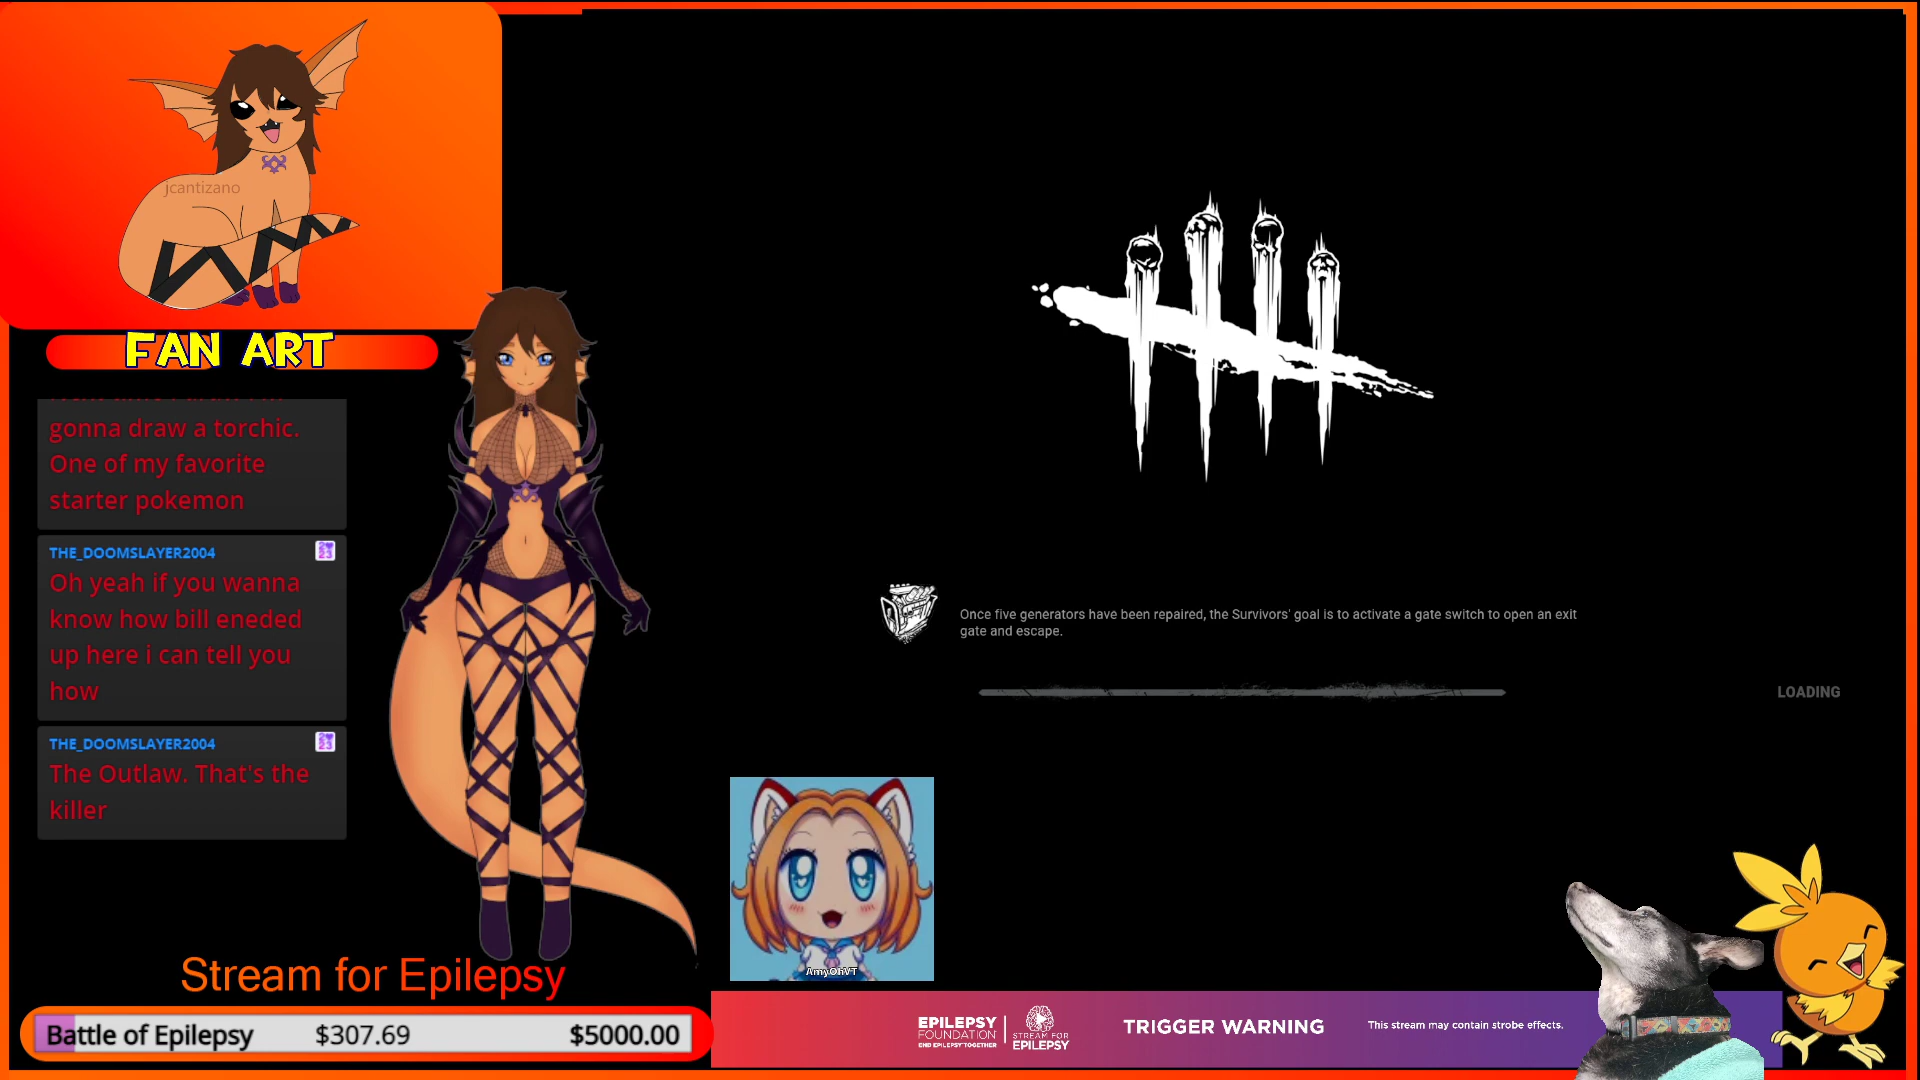 jcantizano
FAN ART
gonna draw a torchic.
One of my favorite
starter pokemon
THE_DOOMSLAYER2004
Oh yeah if you wanna
know how bill eneded
up here i can tell you
how
THE_DOOMSLAYER2004
The Outlaw. That's the
killer
Once five generators have been repaired, the Survivors' goal is to activate a gate switch to open an exit
gate and escape.
LOADING
AmyOhVT
Stream for Epilepsy
Battle of Epilepsy $307.69 $5000.00
EPILEPSY
FOUNDATION
END EPILEPSY TOGETHER
STREAM FOR
EPILEPSY
TRIGGER WARNING
This stream may contain strobe effects.